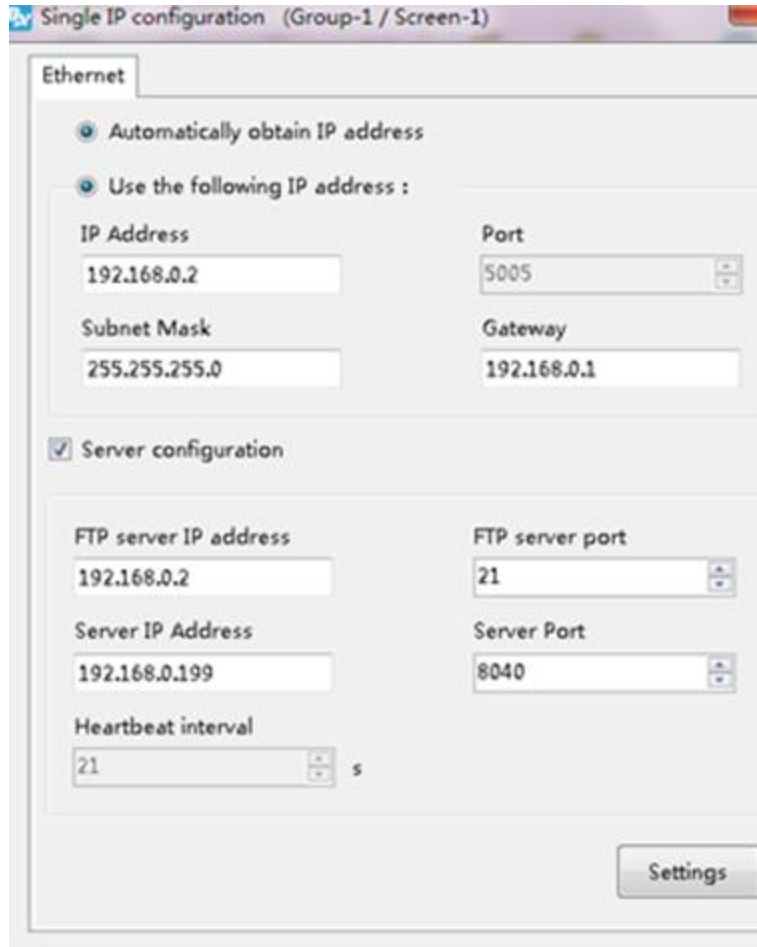 Single IP configuration (Group-1 / Screen-1)
Ethernet
Automatically obtain IP address
Use the following IP address :
IP Address Port
192.168.0.2 5005
Subnet Mask Gateway
255.255.255.0 192.168.0.1
Server configuration
FTP server IP address FTP server port
192.168.0.2 21
Server IP Address Server Port
192.168.0.199 8040
Heartbeat interval
21 s
Settings